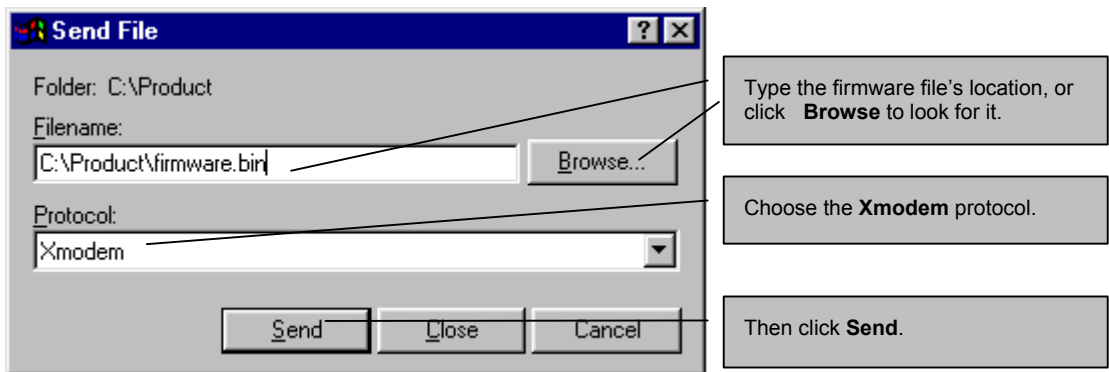 Send File
Folder: C:\Product
Filename:
C:\Product\firmware.bin
Browse...
Protocol:
Xmodem
Send
Close
Cancel
Type the firmware file’s location, or
click Browse to look for it.
Choose the Xmodem protocol.
Then click Send.